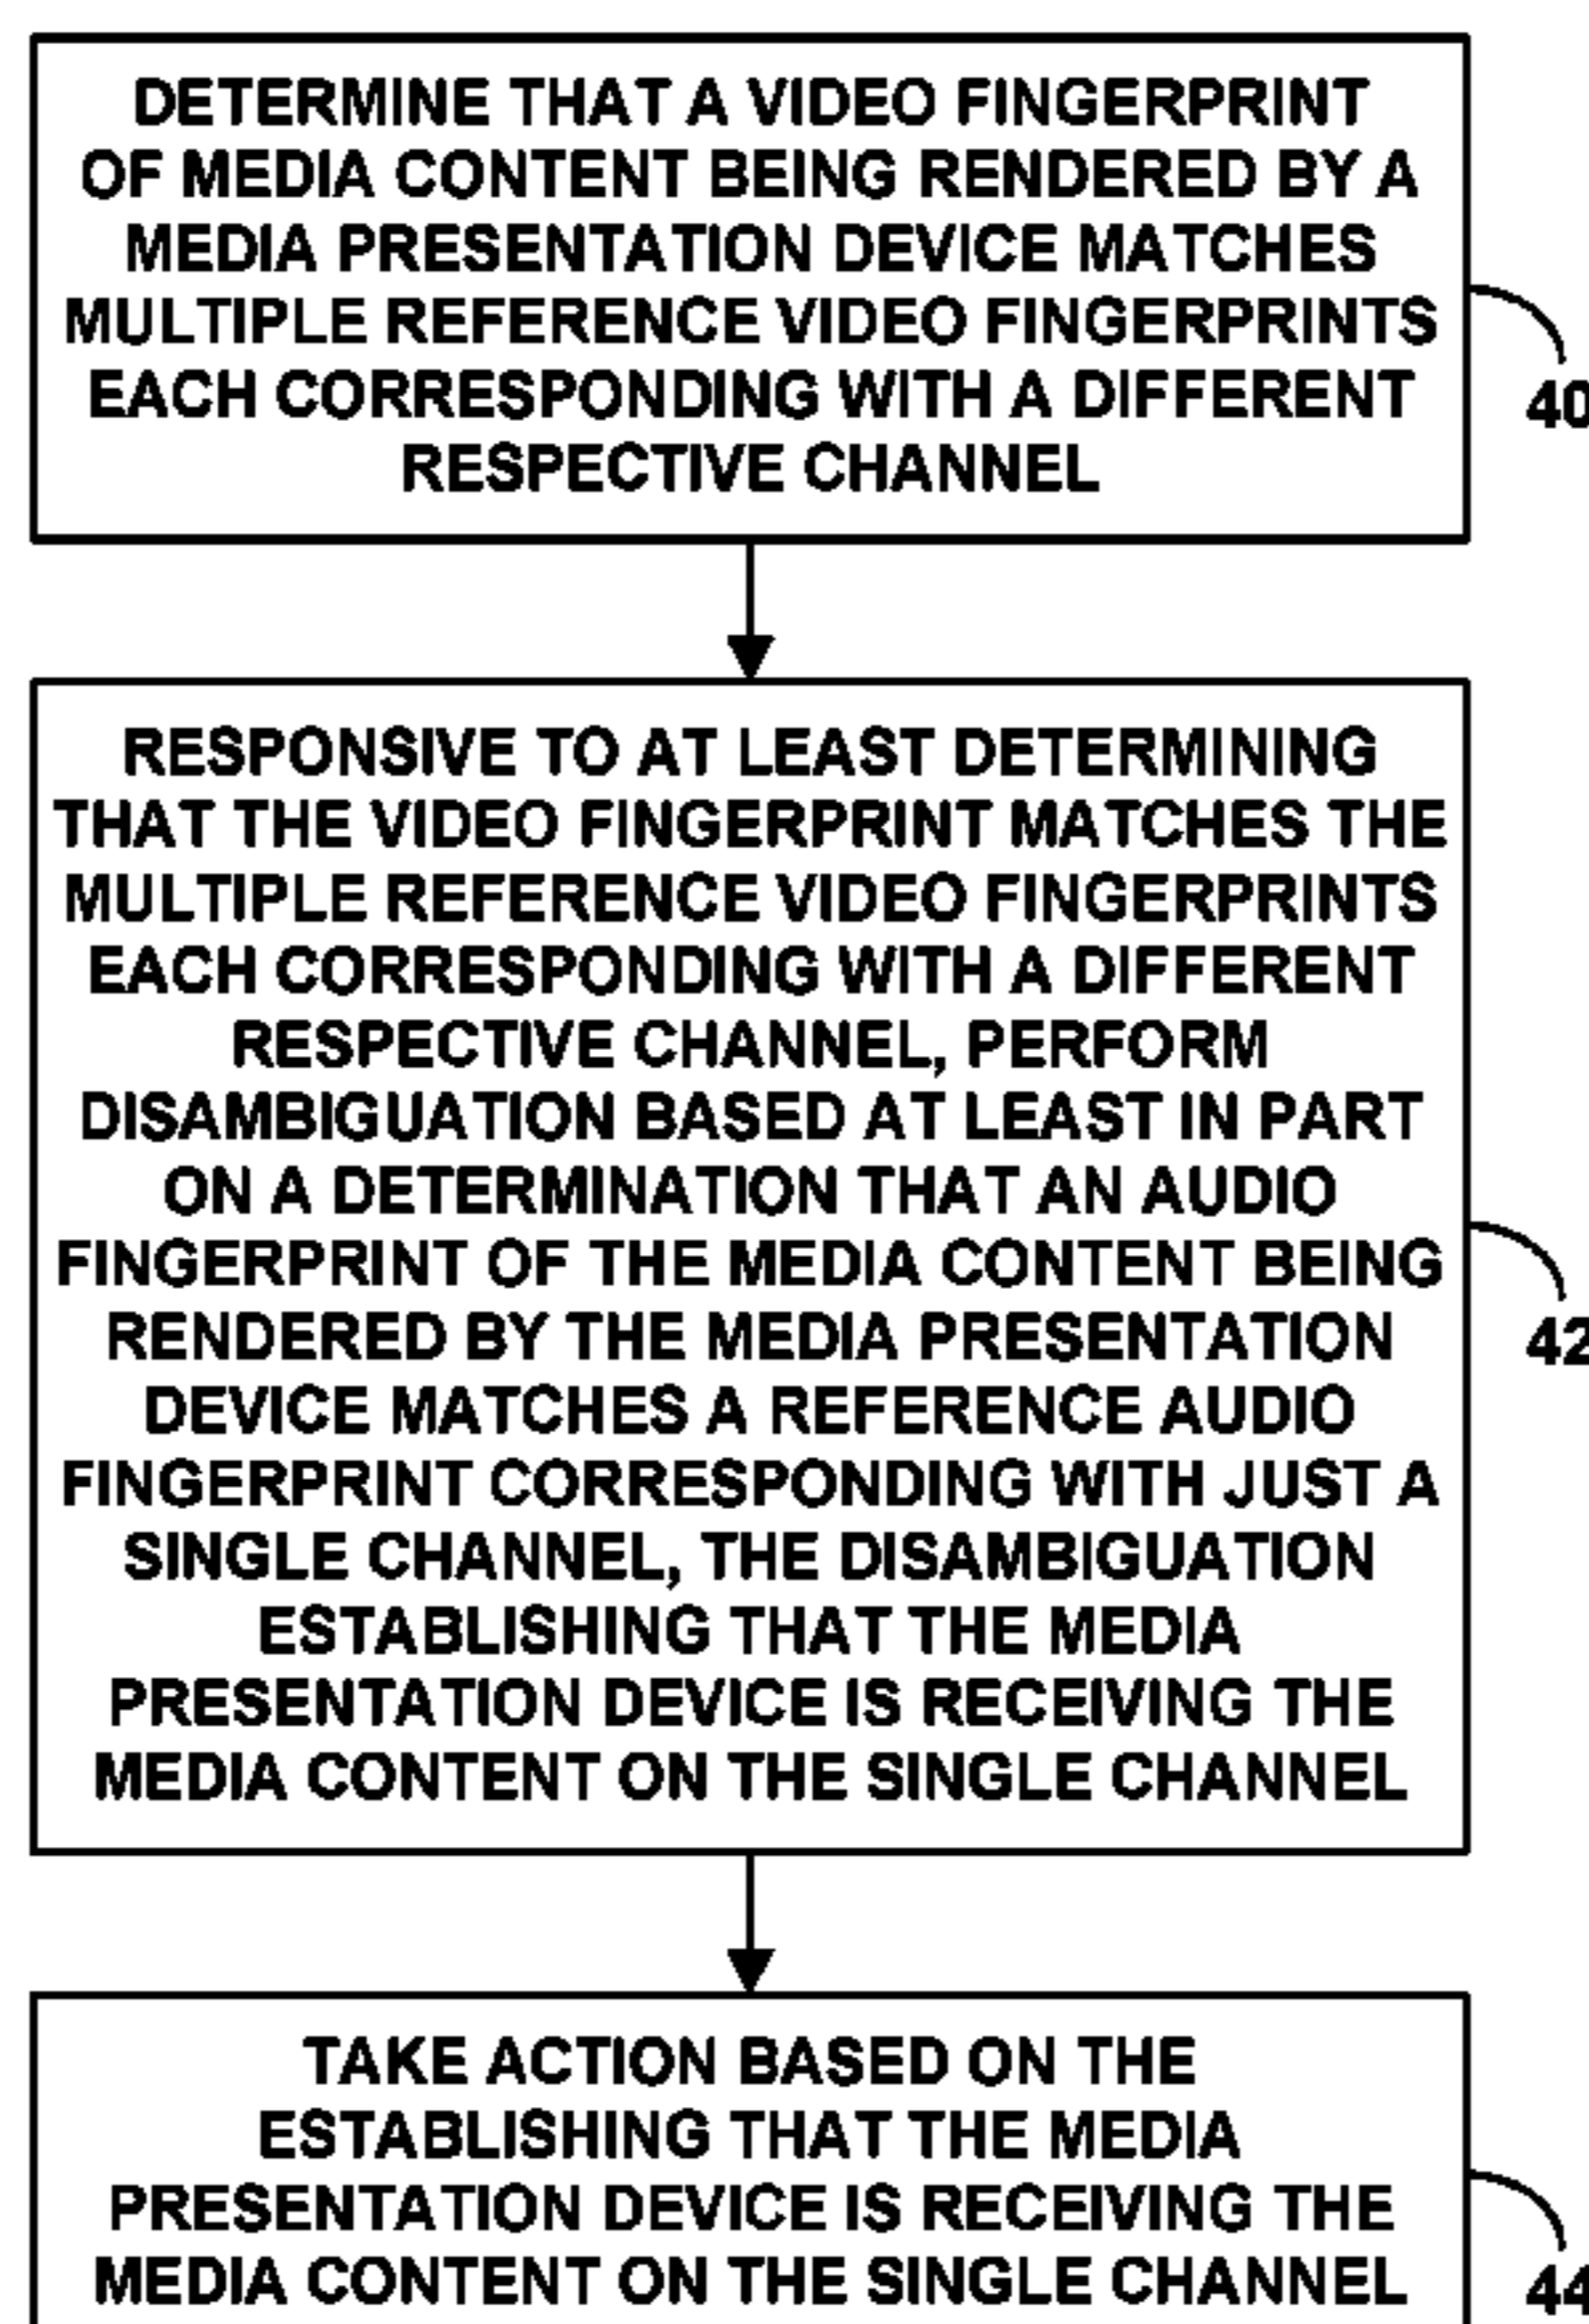 DETERMINE THAT A VIDEO FINGERPRINT
OF MEDIA CONTENT BEING RENDERED BY A
MEDIA PRESENTATION DEVICE MATCHES
MULTIPLE REFERENCE VIDEO FINGERPRINTS
EACH CORRESPONDING WITH A DIFFERENT
RESPECTIVE CHANNEL
40
RESPONSIVE TO AT LEAST DETERMINING
THAT THE VIDEO FINGERPRINT MATCHES THE
MULTIPLE REFERENCE VIDEO FINGERPRINTS
EACH CORRESPONDING WITH A DIFFERENT
RESPECTIVE CHANNEL, PERFORM
DISAMBIGUATION BASED AT LEAST IN PART
ON A DETERMINATION THAT AN AUDIO
FINGERPRINT OF THE MEDIA CONTENT BEING
RENDERED BY THE MEDIA PRESENTATION
DEVICE MATCHES A REFERENCE AUDIO
FINGERPRINT CORRESPONDING WITH JUST A
SINGLE CHANNEL, THE DISAMBIGUATION
ESTABLISHING THAT THE MEDIA
PRESENTATION DEVICE IS RECEIVING THE
MEDIA CONTENT ON THE SINGLE CHANNEL
42
TAKE ACTION BASED ON THE
ESTABLISHING THAT THE MEDIA
PRESENTATION DEVICE IS RECEIVING THE
MEDIA CONTENT ON THE SINGLE CHANNEL
44